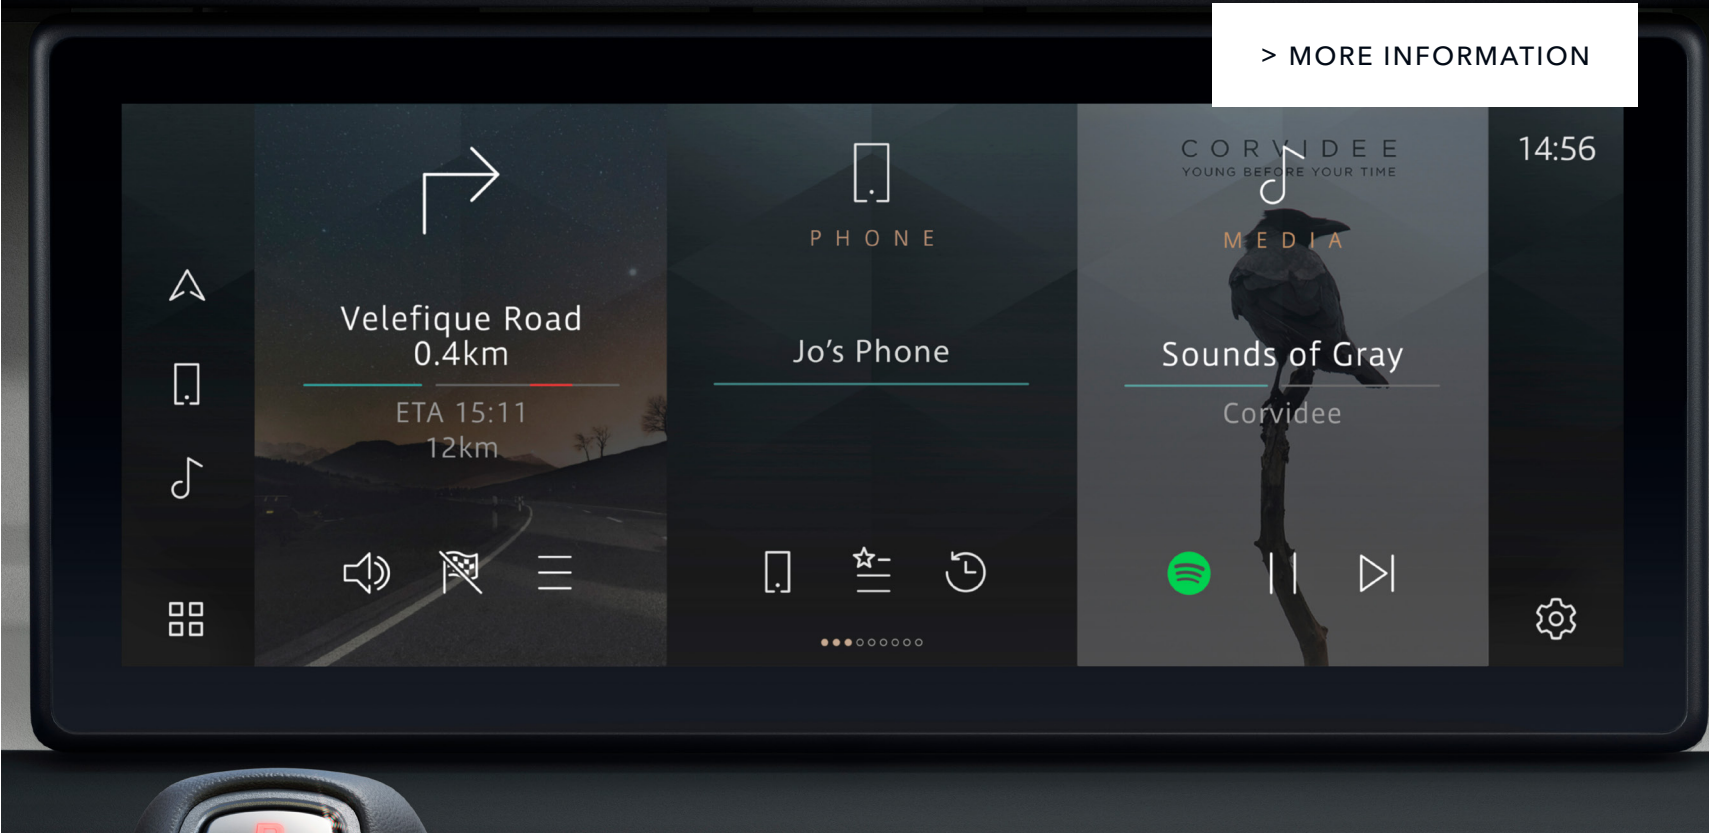 > MORE INFORMATION
14:56
Velefique Road
0.4km
ETA 15:11
12km
PHONE
Jo’s Phone
CORVIDEE
YOUNG BEFORE YOUR TIME
MEDIA
Sounds of Gray
Corvidee